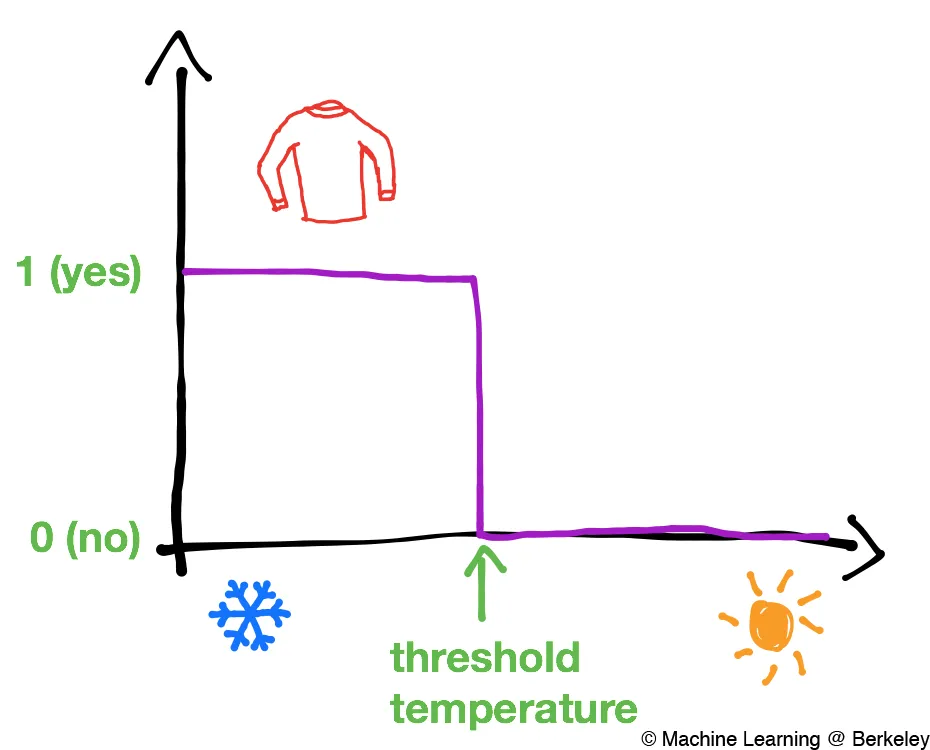 1 (yes)
0 (no)
threshold
temperature
© Machine Learning @ Berkeley